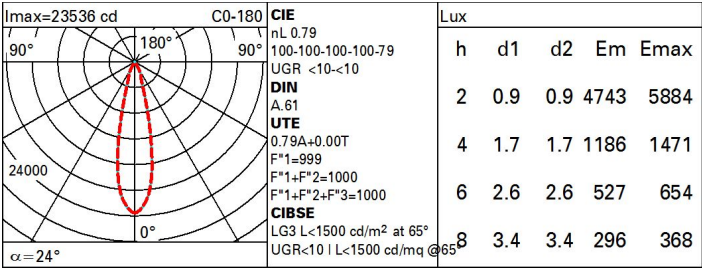 Imax=23536 cd C0-180
90° 180° 90°
24000
0°
α=24°
CIE
nL 0.79
100-100-100-100-79
UGR <10-<10
DIN
A.61
UTE
0.79A+0.00T
F"1=999
F"1+F"2=1000
F"1+F"2+F"3=1000
CIBSE
LG3 L<1500 cd/m² at 65°
UGR<10 | L<1500 cd/mq @65°
Lux
h d1 d2 Em Emax
2 0.9 0.9 4743 5884
4 1.7 1.7 1186 1471
6 2.6 2.6 527 654
8 3.4 3.4 296 368